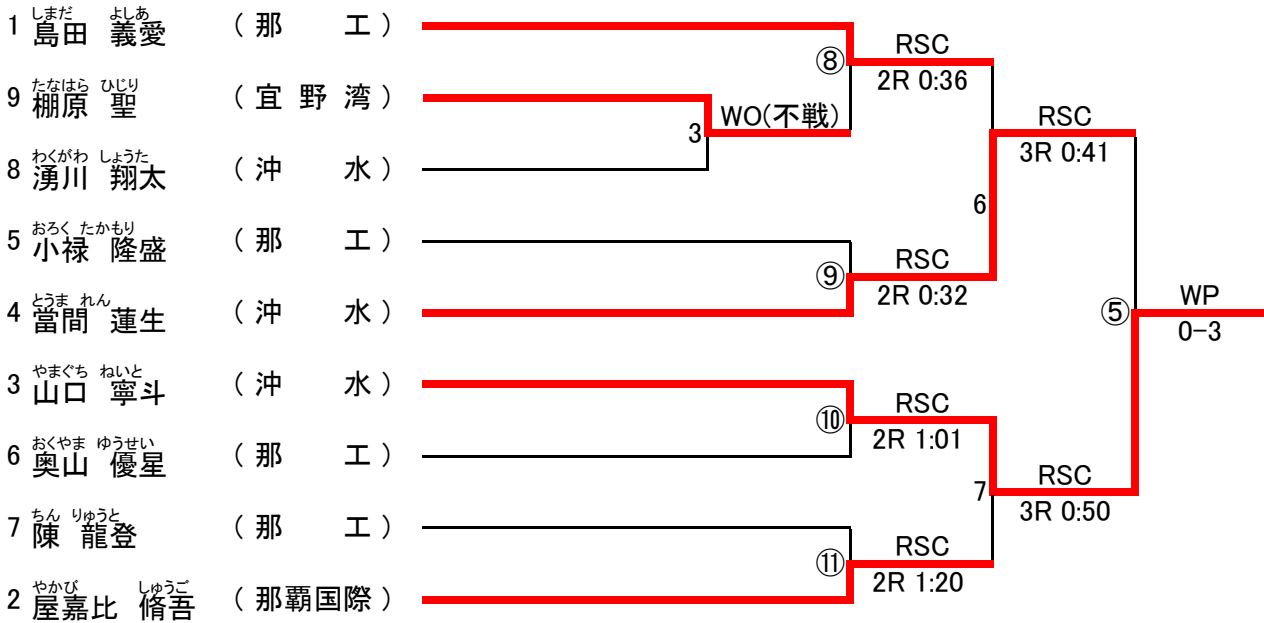 しまだ よしあ
1 島田 義愛 ( 那 工 )
RSC
⑧
2R 0:36
たなはら ひじり
9 棚原 聖 ( 宜 野 湾 )
WO(不戦)
3
RSC
3R 0:41
わくがわ しょうた
8 湧川 翔太 ( 沖 水 )
6
おろく たかもり
5 小禄 隆盛 ( 那 工 )
RSC
⑨
2R 0:32
とうま れん
4 當間 蓮生 ( 沖 水 )
WP
⑤
0-3
やまぐち ねいと
3 山口 寧斗 ( 沖 水 )
RSC
⑩
2R 1:01
おくやま ゆうせい
6 奥山 優星 ( 那 工 )
RSC
7
3R 0:50
ちん りゅうと
7 陳 龍登 ( 那 工 )
RSC
⑪
2R 1:20
やかび しゅうご
2 屋嘉比 脩吾 ( 那覇国際 )